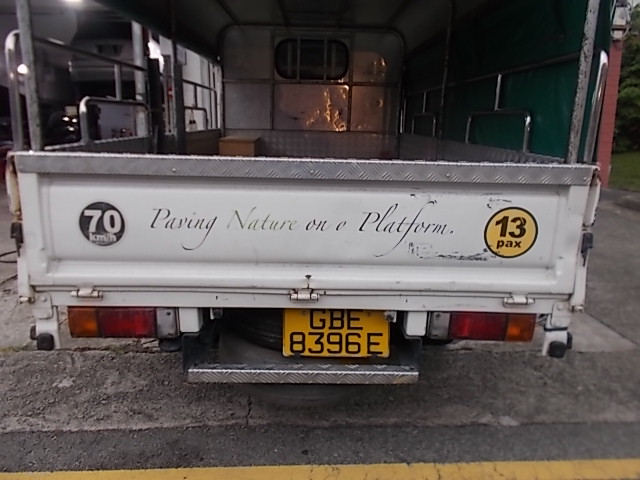 70
km/h
Paving Nature on o Platform.
13
pax
GBE
8396E